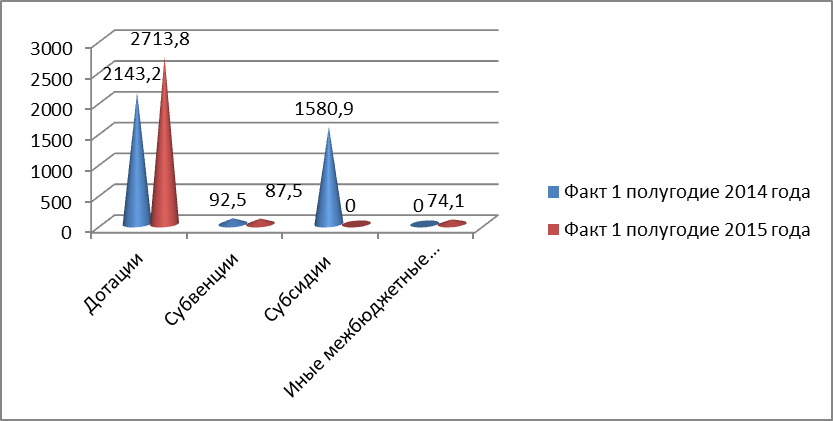 3000
2500
2000
1500
1000
500
0
2143,2
2713,8
92,5
87,5
1580,9
0
0
74,1
Дотации
Субвенции
Субсидии
Иные межбюджетные...
Факт 1 полугодие 2014 года
Факт 1 полугодие 2015 года